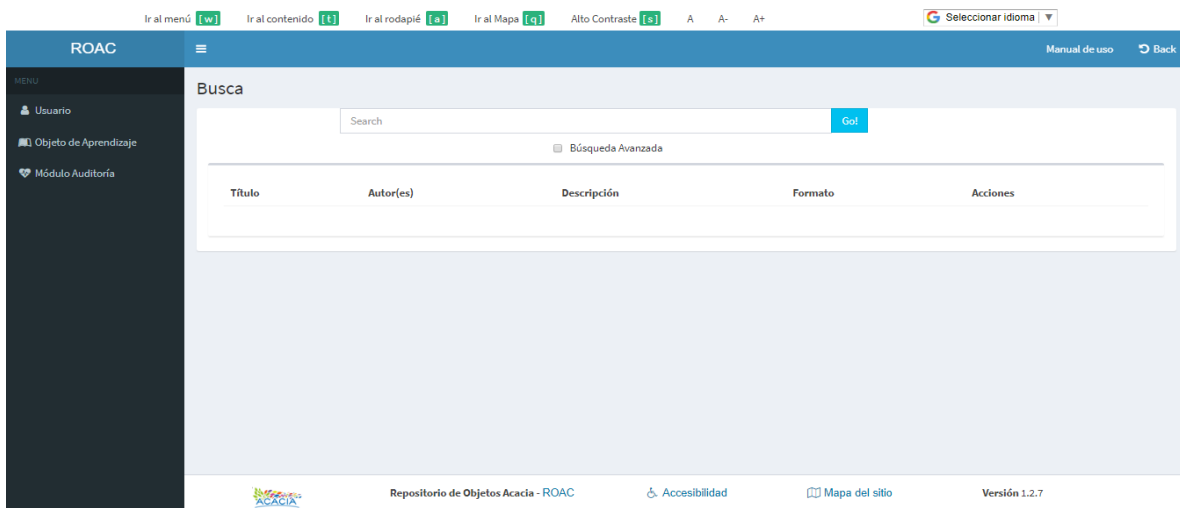 Ir al menú [w] Ir al contenido [t] Ir al rodapié [a] Ir al Mapa [q] Alto Contraste [s] A A- A+ Seleccionar idioma ▼
ROAC Manual de uso Back
MENU
Busca
Usuario
Search Go!
Objeto de Aprendizaje
Búsqueda Avanzada
Módulo Auditoría
Título Autor(es) Descripción Formato Acciones
ACACIA Repositorio de Objetos Acacia - ROAC Accesibilidad Mapa del sitio Versión 1.2.7